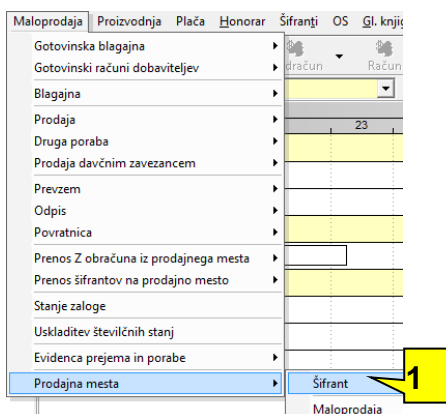 Maloprodaja Proizvodnja Plača Honorar Šifranti OS Gl. knjig
Gotovinska blagajna
Gotovinski računi dobaviteljev
dračun Račun
Blagajna
Prodaja
23
Druga poraba
Prodaja davčnim zavezancem
Prevzem
Odpis
Povratnica
Prenos Z obračuna iz prodajnega mesta
Prenos šifrantov na prodajno mesto
Stanje zaloge
Uskladitev številčnih stanj
Evidenca prejema in porabe
Prodajna mesta
Šifrant
1
Maloprodaja